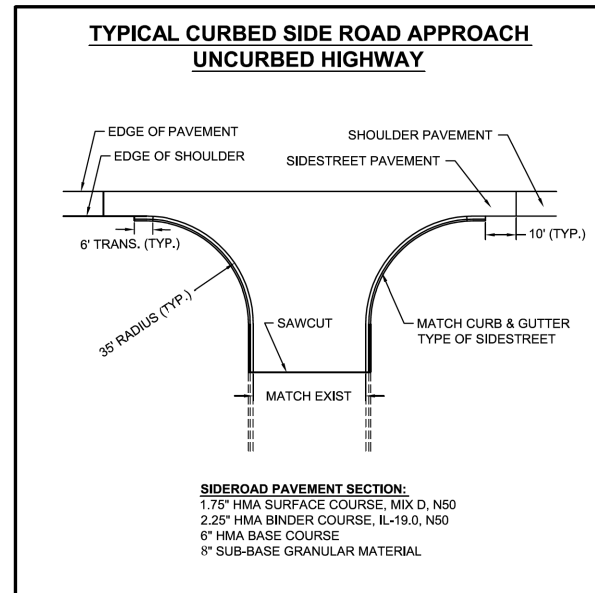 TYPICAL CURBED SIDE ROAD APPROACH
UNCURBED HIGHWAY
EDGE OF PAVEMENT
EDGE OF SHOULDER
SHOULDER PAVEMENT
SIDESTREET PAVEMENT
6' TRANS. (TYP.)
10' (TYP.)
35' RADIUS (TYP.)
SAWCUT
MATCH CURB & GUTTER
TYPE OF SIDESTREET
MATCH EXIST
SIDEROAD PAVEMENT SECTION:
1.75" HMA SURFACE COURSE, MIX D, N50
2.25" HMA BINDER COURSE, IL-19.0, N50
6" HMA BASE COURSE
8" SUB-BASE GRANULAR MATERIAL